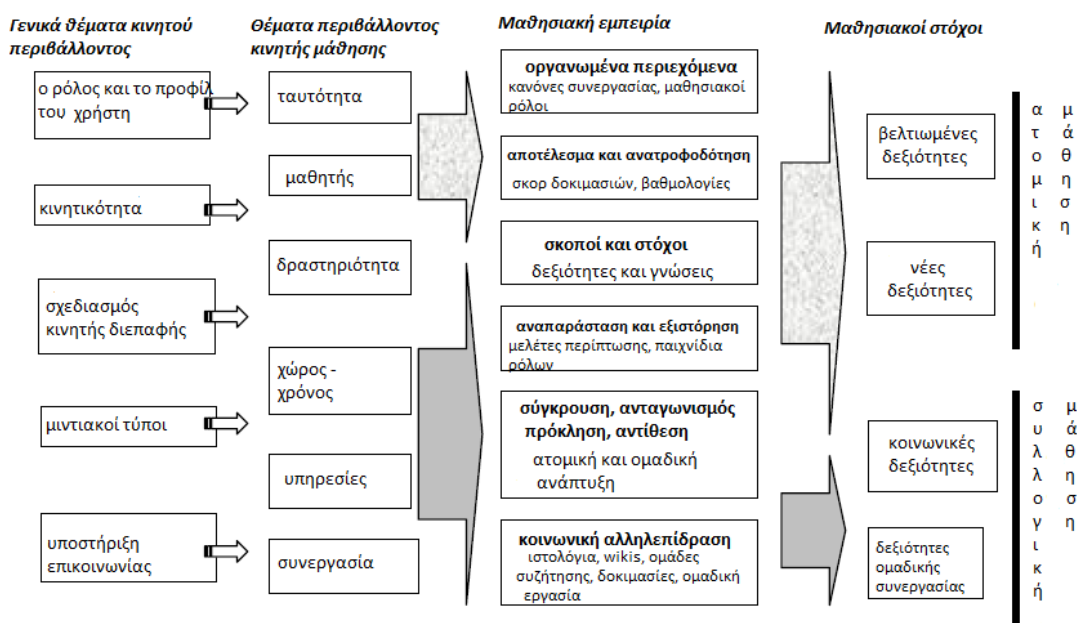 Γενικά θέματα κινητού
περιβάλλοντος
ο ρόλος και το προφίλ
του χρήστη
κινητικότητα
σχεδιασμός
κινητής διεπαφής
μιντιακοί τύποι
υποστήριξη
επικοινωνίας
Θέματα περιβάλλοντος
κινητής μάθησης
ταυτότητα
μαθητής
δραστηριότητα
χώρος -
χρόνος
υπηρεσίες
συνεργασία
Μαθησιακή εμπειρία
οργανωμένα περιεχόμενα
κανόνες συνεργασίας, μαθησιακοί
ρόλοι
αποτέλεσμα και ανατροφοδότηση
σκορ δοκιμασιών, βαθμολογίες
σκοποί και στόχοι
δεξιότητες και γνώσεις
αναπαράσταση και εξιστόρηση
μελέτες περίπτωσης, παιχνίδια
ρόλων
σύγκρουση, ανταγωνισμός
πρόκληση, αντίθεση
ατομική και ομαδική
ανάπτυξη
κοινωνική αλληλεπίδραση
ιστολόγια, wikis, ομάδες
συζήτησης, δοκιμασίες, ομαδική
εργασία
Μαθησιακοί στόχοι
βελτιωμένες
δεξιότητες
νέες
δεξιότητες
κοινωνικές
δεξιότητες
δεξιότητες
ομαδικής
συνεργασίας
ατομική
μάθηση
συλλογική
μάθηση